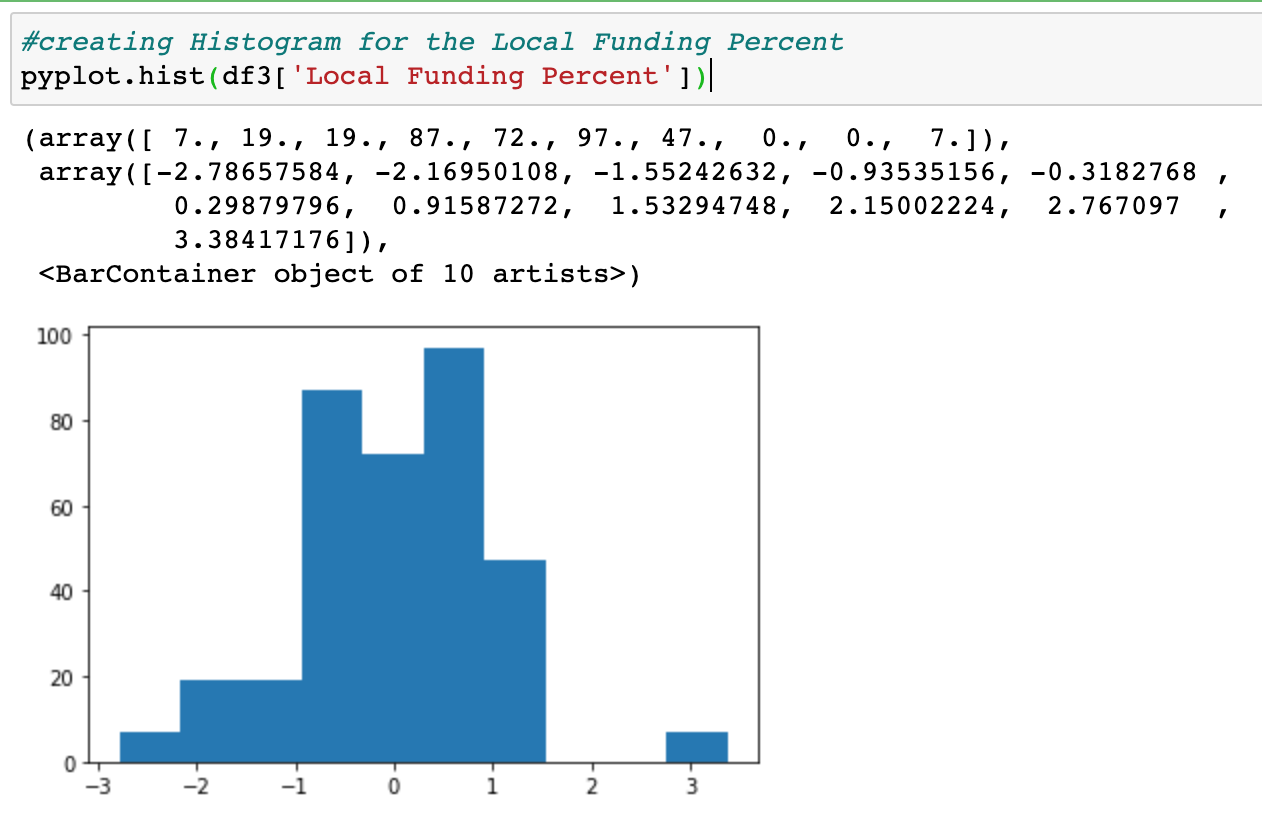 #creating Histogram for the Local Funding Percent
pyplot.hist(df3['Local Funding Percent'])
(array([ 7., 19., 19., 87., 72., 97., 47.,  0.,  0.,  7.]),
 array([-2.78657584, -2.16950108, -1.55242632, -0.93535156, -0.3182768 ,
         0.29879796,  0.91587272,  1.53294748,  2.15002224,  2.767097  ,
         3.38417176]),
 <BarContainer object of 10 artists>)
100
80
60
40
20
0
−3 −2 −1 0 1 2 3